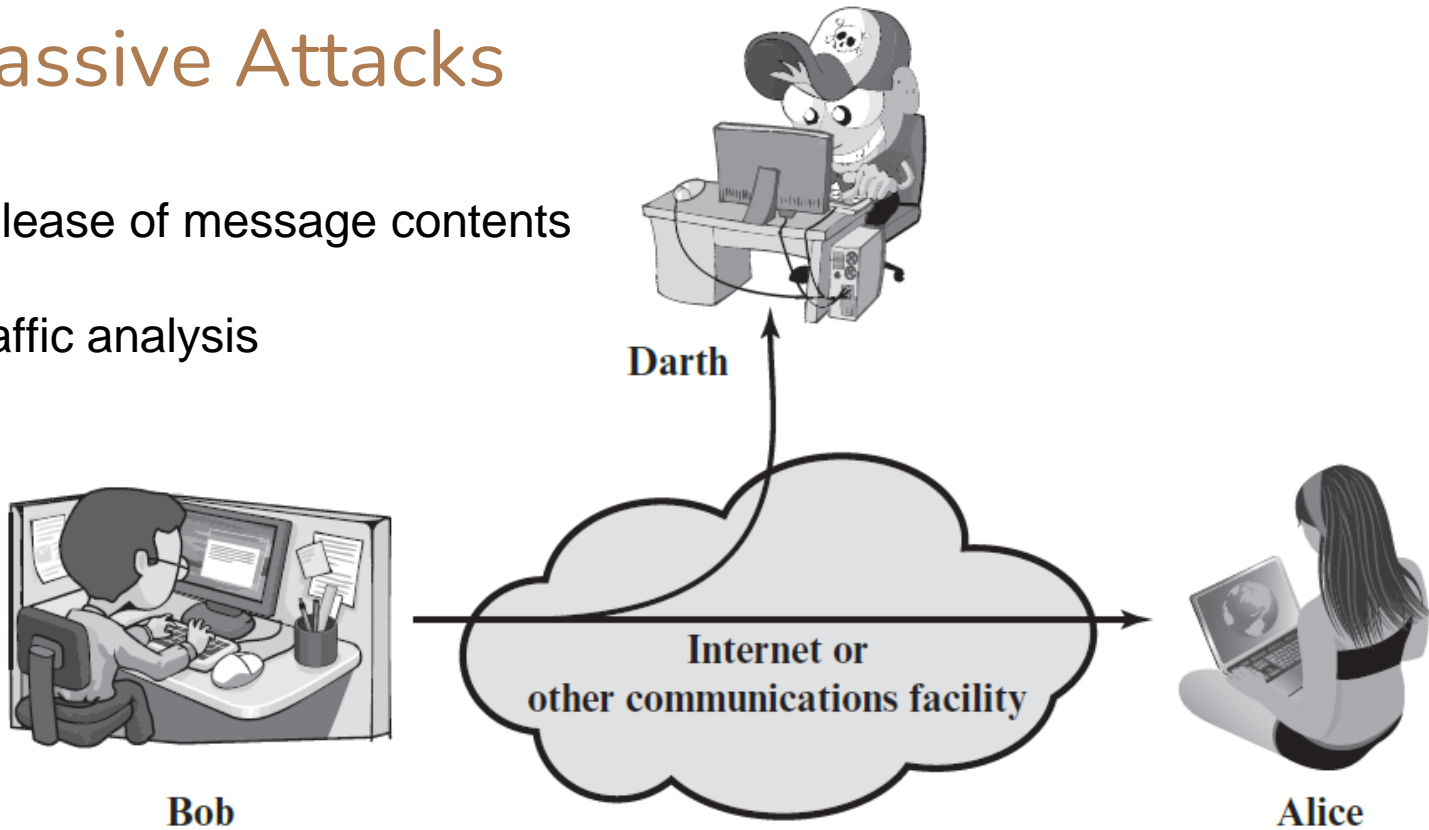 assive Attacks
lease of message contents
affic analysis
Darth
Internet or
other communications facility
Bob
Alice